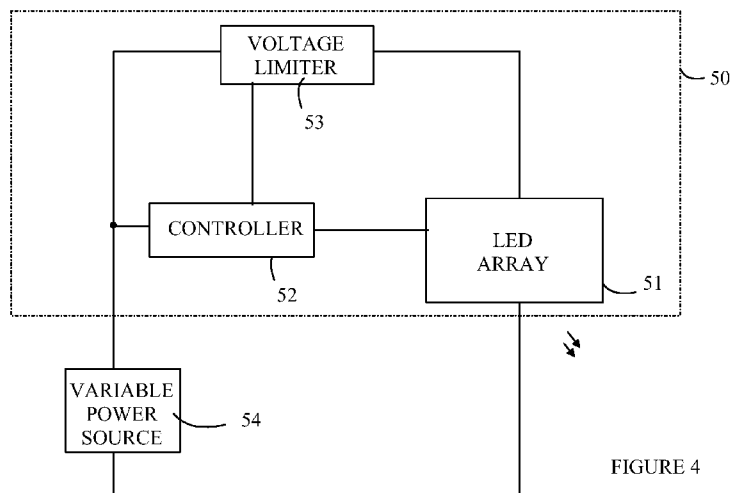 VOLTAGE
LIMITER
53
50
CONTROLLER
52
LED
ARRAY
51
VARIABLE
POWER
SOURCE
54
FIGURE 4